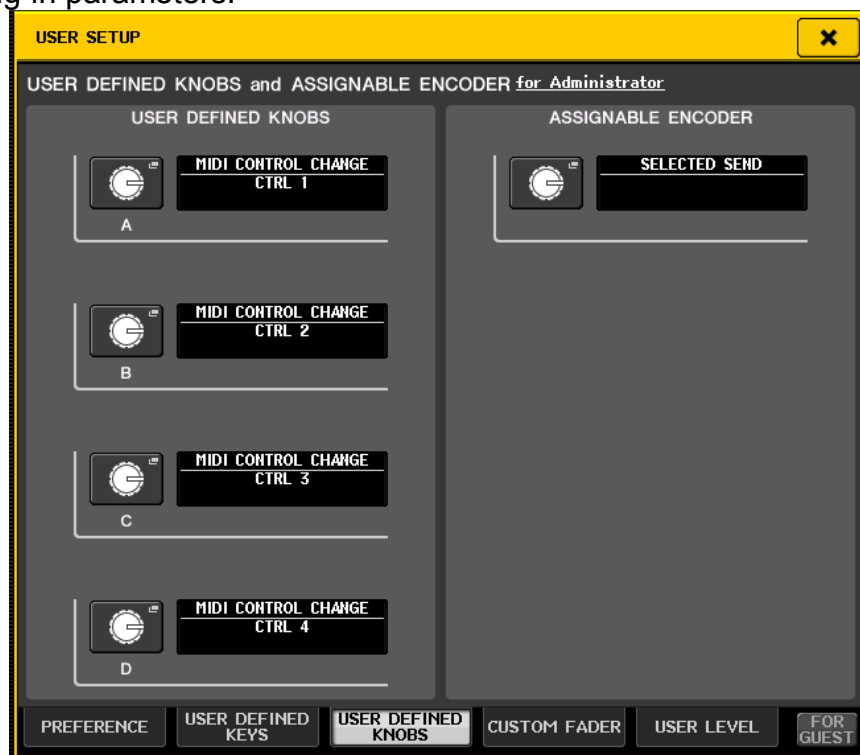 g in parameters.
USER SETUP
USER DEFINED KNOBS and ASSIGNABLE ENCODER for Administrator
USER DEFINED KNOBS
MIDI CONTROL CHANGE
CTRL 1
A
MIDI CONTROL CHANGE
CTRL 2
B
MIDI CONTROL CHANGE
CTRL 3
C
MIDI CONTROL CHANGE
CTRL 4
D
ASSIGNABLE ENCODER
SELECTED SEND
PREFERENCE
USER DEFINED
KEYS
USER DEFINED
KNOBS
CUSTOM FADER
USER LEVEL
FOR
GUEST